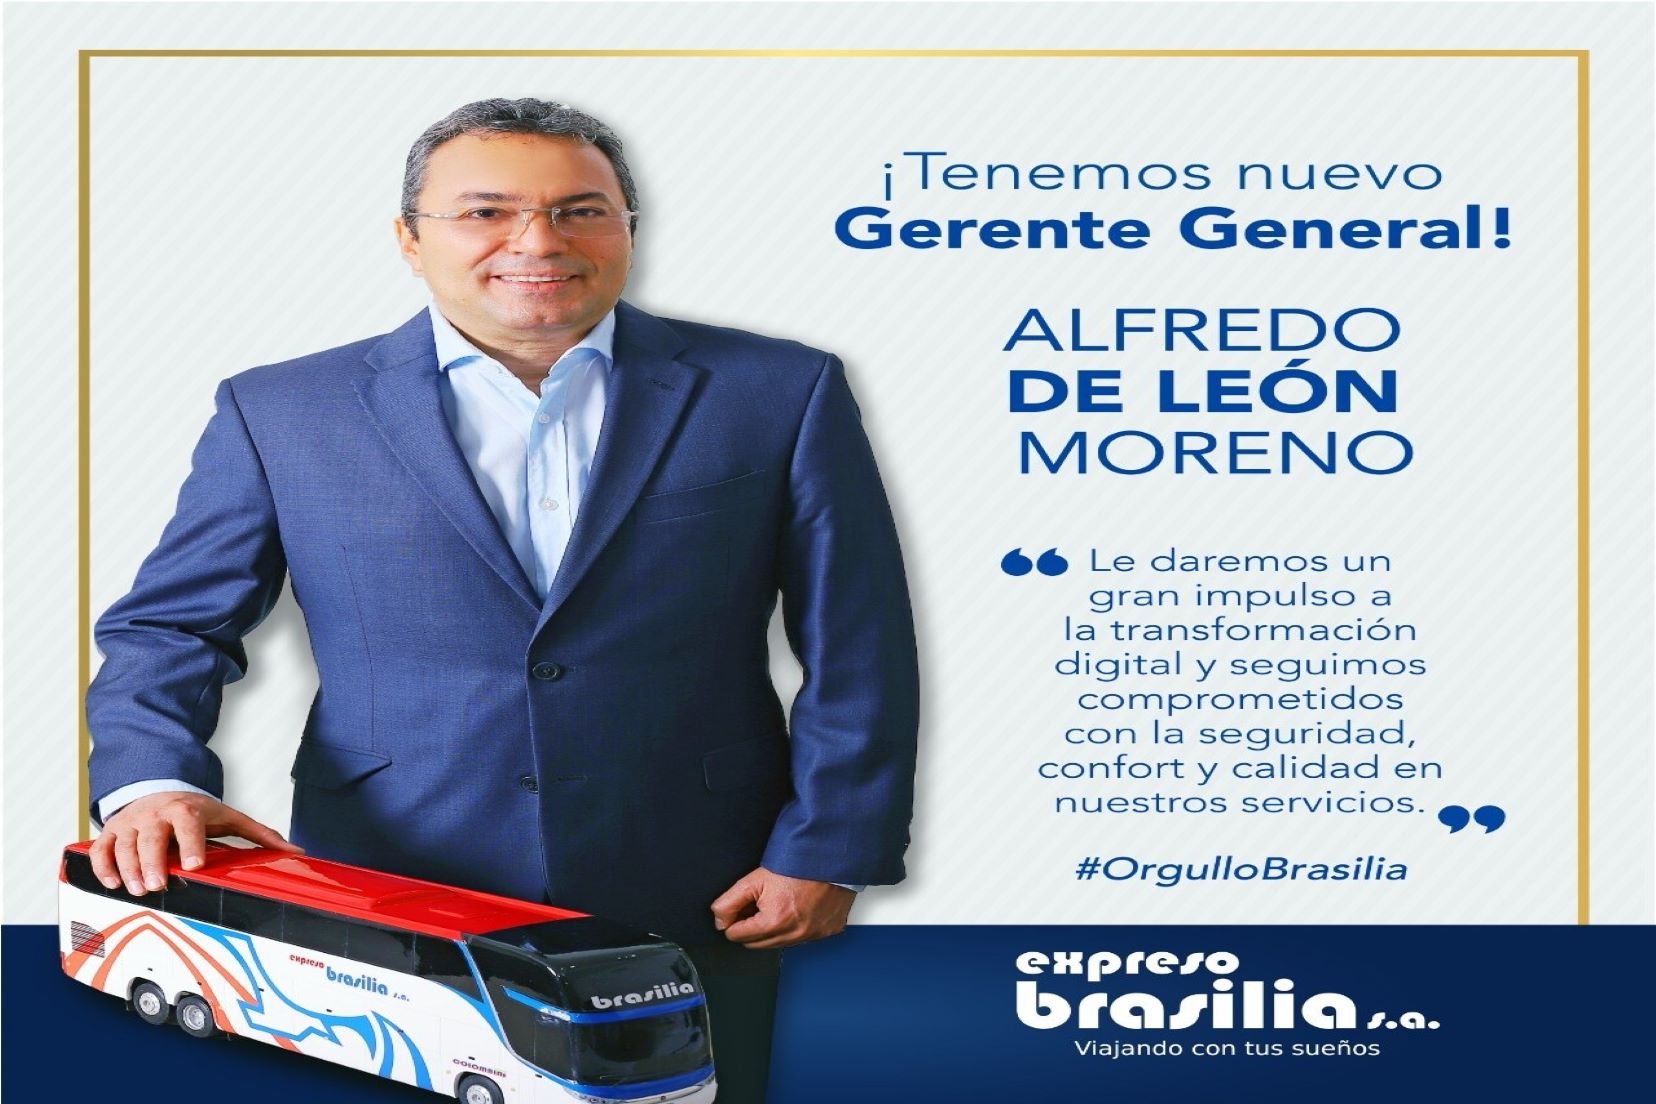 ¡Tenemos nuevo
Gerente General!
ALFREDO
DE LEÓN
MORENO
“ Le daremos un
gran impulso a
la transformación
digital y seguimos
comprometidos
con la seguridad,
confort y calidad en
nuestros servicios. ”
#OrgulloBrasilia
expreso
brasilia s.a.
brasilia
COLOMBIA
expreso
brasilia s.a.
Viajando con tus sueños